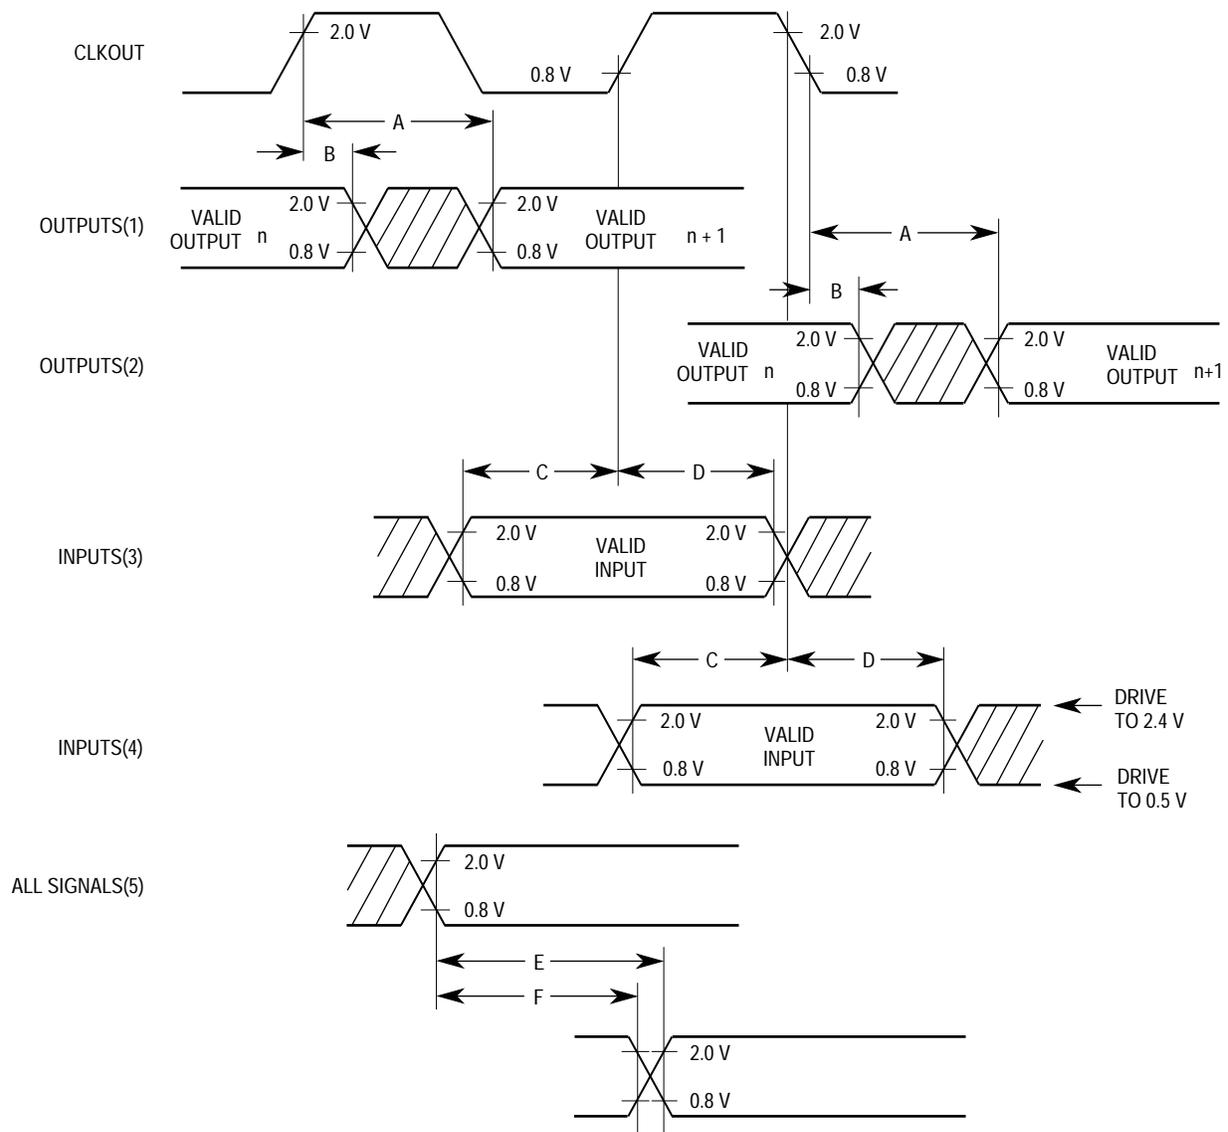 CLKOUT
2.0 V
0.8 V
2.0 V
0.8 V
A
B
OUTPUTS(1)
VALID
OUTPUT n
2.0 V
0.8 V
2.0 V
0.8 V
VALID
OUTPUT n + 1
A
B
OUTPUTS(2)
VALID
OUTPUT n
2.0 V
0.8 V
2.0 V
0.8 V
VALID
OUTPUT n+1
C
D
INPUTS(3)
2.0 V
0.8 V
VALID
INPUT
2.0 V
0.8 V
C
D
INPUTS(4)
2.0 V
0.8 V
VALID
INPUT
2.0 V
0.8 V
DRIVE
TO 2.4 V
DRIVE
TO 0.5 V
ALL SIGNALS(5)
2.0 V
0.8 V
E
F
2.0 V
0.8 V